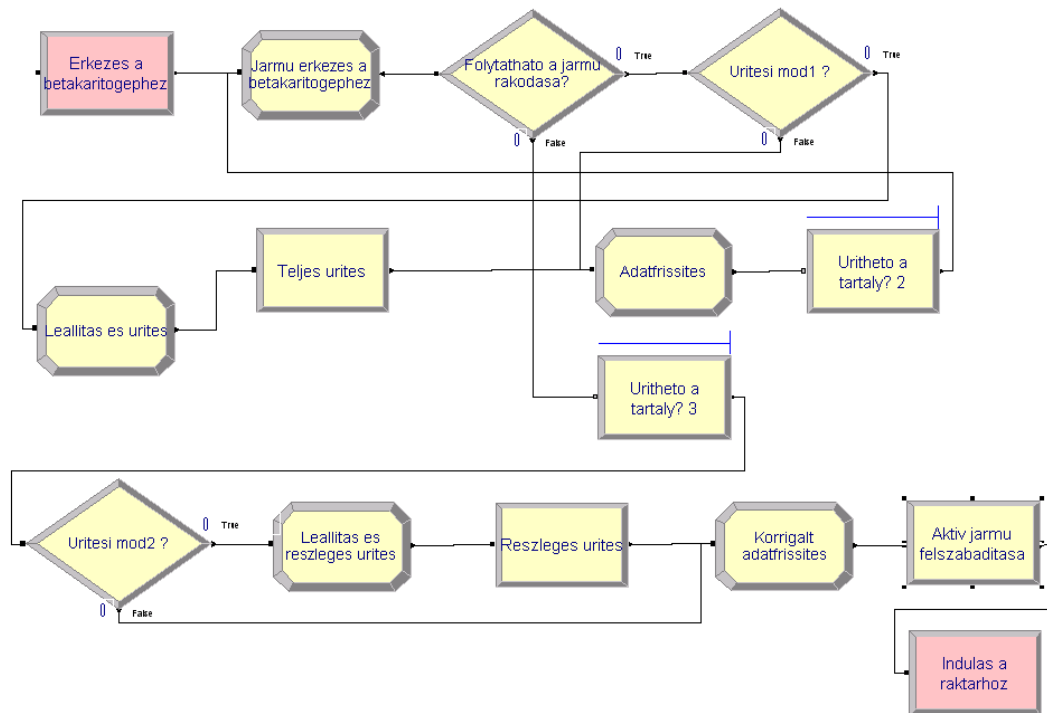 Erkezes a
betakaritogephez
Jarmu erkezes a
betakaritogephez
Folytathato a jarmu
rakodasa?
0
True
0
False
Uritesi mod1 ?
0
True
0
False
Leallitas es urites
Teljes urites
Adatfrissites
Uritheto a
tartaly? 2
Uritheto a
tartaly? 3
Uritesi mod2 ?
0
True
0
False
Leallitas es
reszleges urites
Reszleges urites
Korrigalt
adatfrissites
Aktiv jarmu
felszabaditasa
Indulas a
raktarhoz